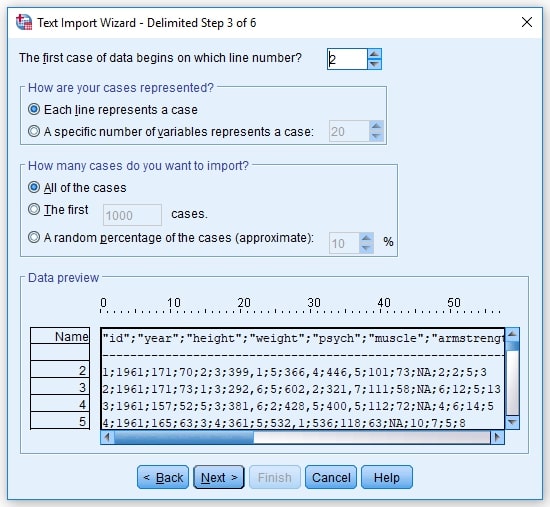 Text Import Wizard - Delimited Step 3 of 6
The first case of data begins on which line number? 2
How are your cases represented?
Each line represents a case
A specific number of variables represents a case: 20
How many cases do you want to import?
All of the cases
The first 1000 cases.
A random percentage of the cases (approximate): 10 %
Data preview
0 10 20 30 40 50
Name "id";"year";"height";"weight";"psych";"muscle";"armstrengt
2 1;1961;171;70;2;3;399,1;5;366,4;446,5;101;73;NA;2;2;5;3
3 2;1961;173;71;1;3;292,6;5;602,2;321,7;111;58;NA;6;12;5;13
4 3;1961;157;52;5;3;381,6;2;428,5;400,5;112;72;NA;4;6;14;5
5 4;1961;165;63;3;4;361;5;532,1;536;118;63;NA;10;7;5;8
< Back Next > Finish Cancel Help